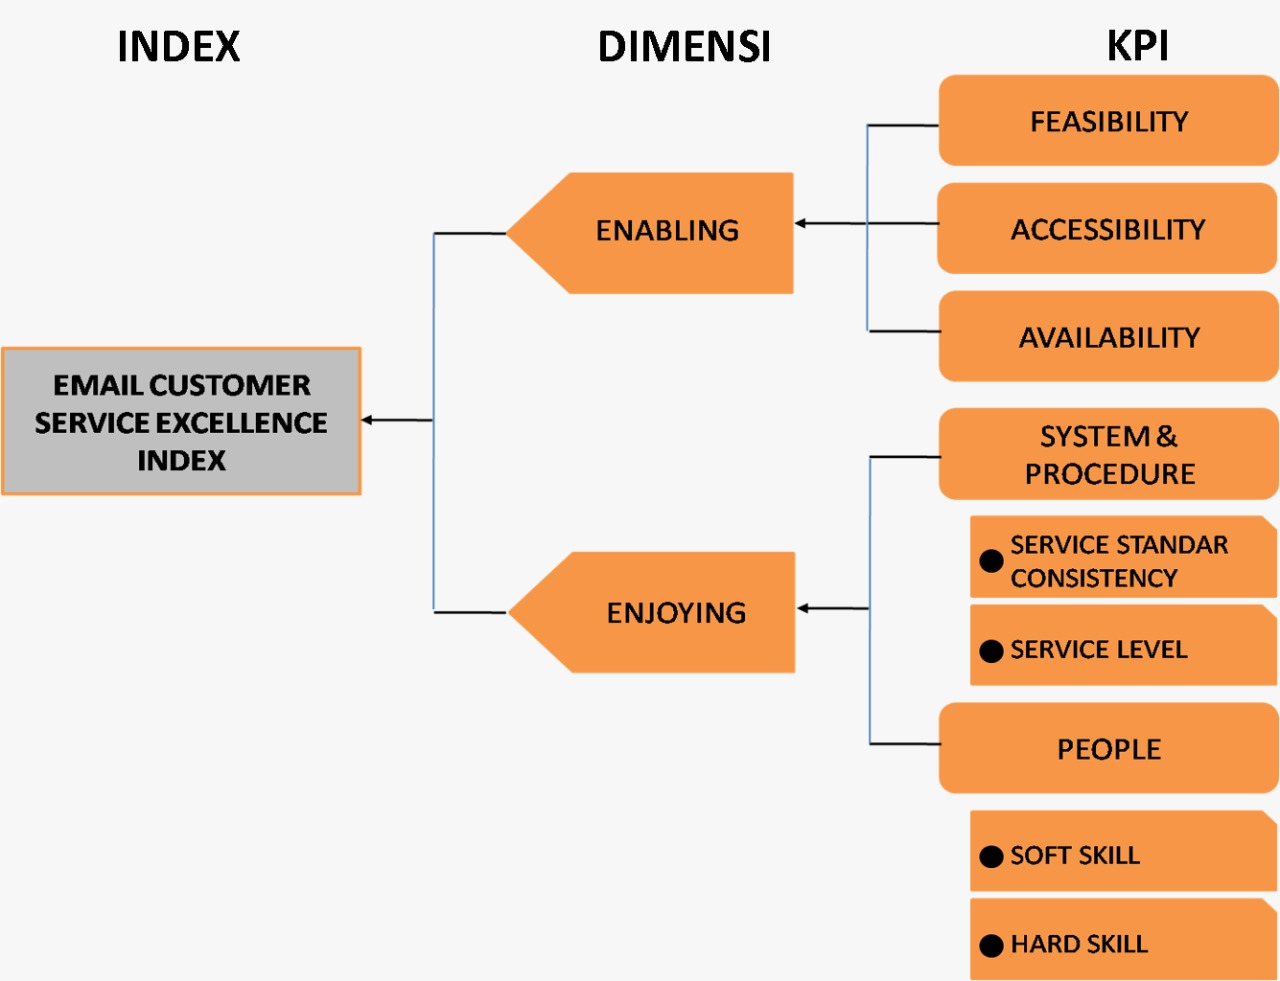 INDEX
DIMENSI
KPI
FEASIBILITY
ENABLING
ACCESSIBILITY
AVAILABILITY
EMAIL CUSTOMER
SERVICE EXCELLENCE
INDEX
SYSTEM &
PROCEDURE
SERVICE STANDAR
CONSISTENCY
ENJOYING
SERVICE LEVEL
PEOPLE
SOFT SKILL
HARD SKILL